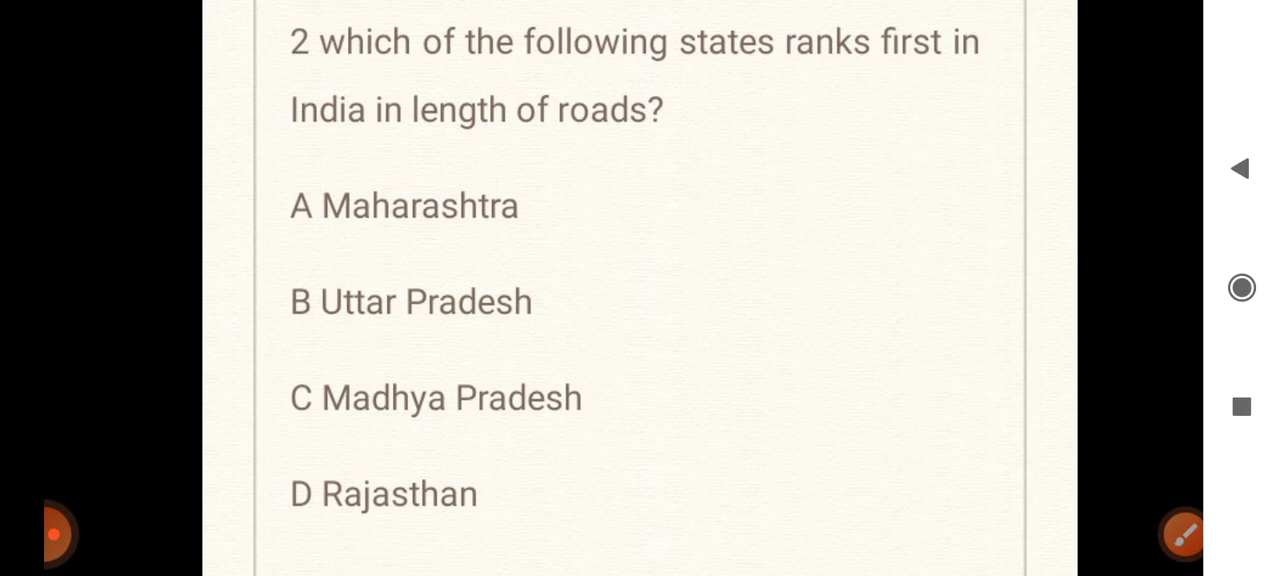 2 which of the following states ranks first in
India in length of roads?
A Maharashtra
B Uttar Pradesh
C Madhya Pradesh
D Rajasthan